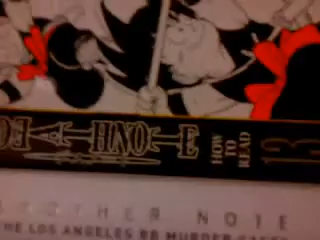 DEATH NOTE HOW TO READ 13
ANOTHER NOTE
THE LOS ANGELES BB MURDER CASES